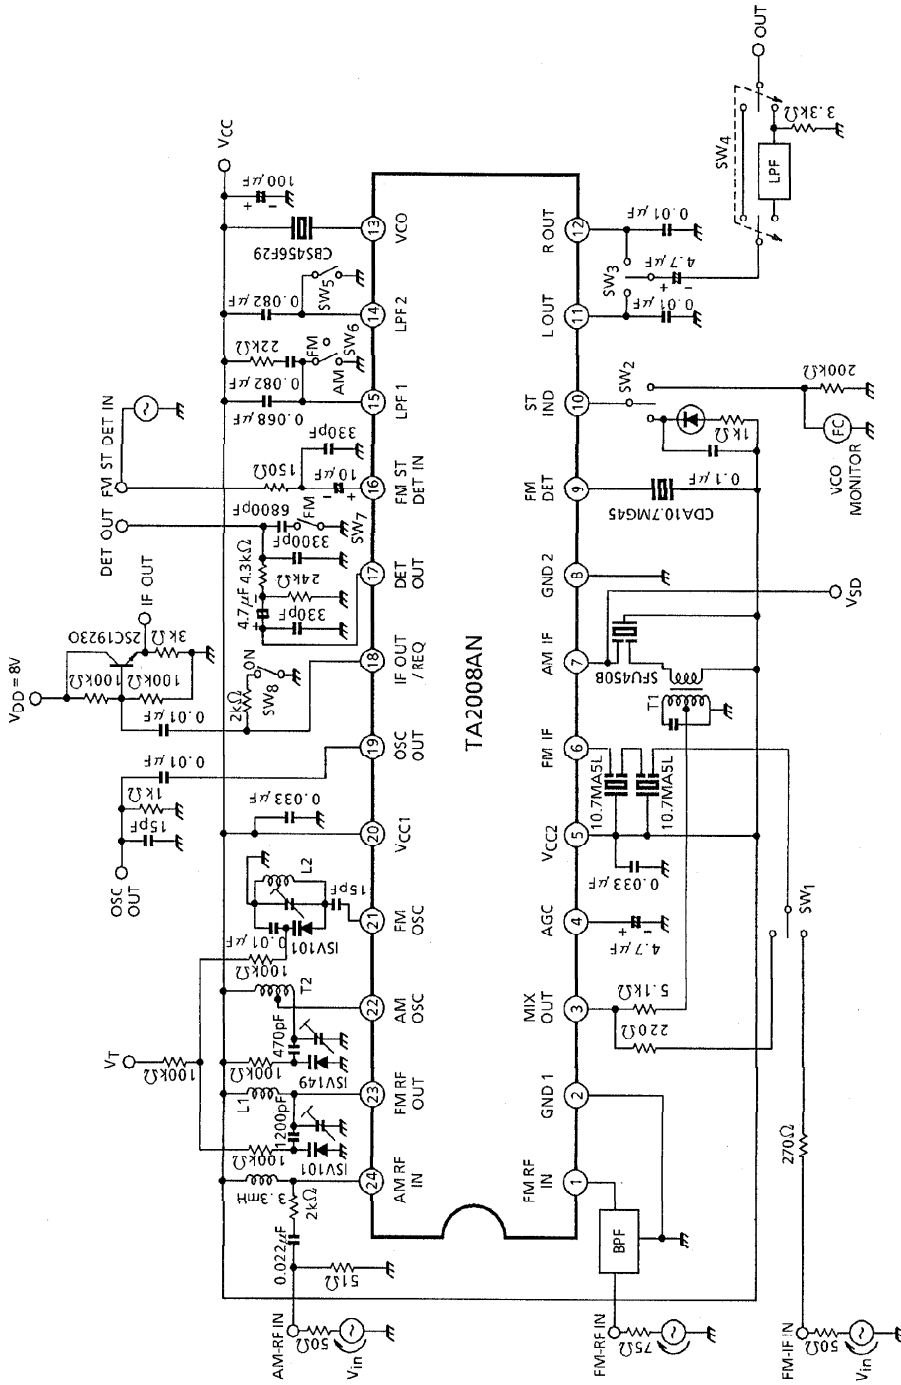 VCC
100μF
+
−
13
VCO
CBS456F29
14
LPF 2
SW5
0.082μF
22kΩ
FM
AM
SW6
15
LPF 1
0.082μF
0.068μF
FM ST DET IN
330pF
150Ω
10μF
−
+
16
FM ST
DET IN
DET OUT
6800pF
FM
SW7
3300pF
4.3kΩ
24kΩ
4.7μF
−
+
330pF
17
DET
OUT
IF OUT
2SC1923O
3kΩ
VDD=8V
100kΩ
100kΩ
0.01μF
2kΩ
ON
SW8
18
IF OUT
/REQ
19
OSC
OUT
0.01μF
1kΩ
15pF
OSC
OUT
0.033μF
20
VCC1
L2
15pF
21
FM
OSC
0.01μF
ISV101
100kΩ
T2
22
AM
OSC
470pF
ISV149
100kΩ
VT
100kΩ
L1
23
FM RF
OUT
1200pF
ISV101
100kΩ
3.3mH
24
AM RF
IN
2kΩ
0.022μF
51Ω
AM-RF IN
50Ω
Vin
TA2008AN
OUT
SW4
3.3kΩ
LPF
12
R OUT
0.01μF
SW3
4.7μF
+
−
11
L OUT
0.01μF
10
ST
IND
SW2
200kΩ
FC
VCO
MONITOR
1kΩ
0.1μF
9
FM
DET
CDA10.7MG45
8
GND 2
VSD
7
AM IF
SFU450B
T1
6
FM IF
10.7MA5L
10.7MA5L
5
VCC2
0.033μF
4
AGC
+
−
4.7μF
SW1
3
MIX
OUT
5.1kΩ
220Ω
2
GND 1
270Ω
1
FM RF
IN
BPF
FM-RF IN
75Ω
FM-IF IN
50Ω
Vin